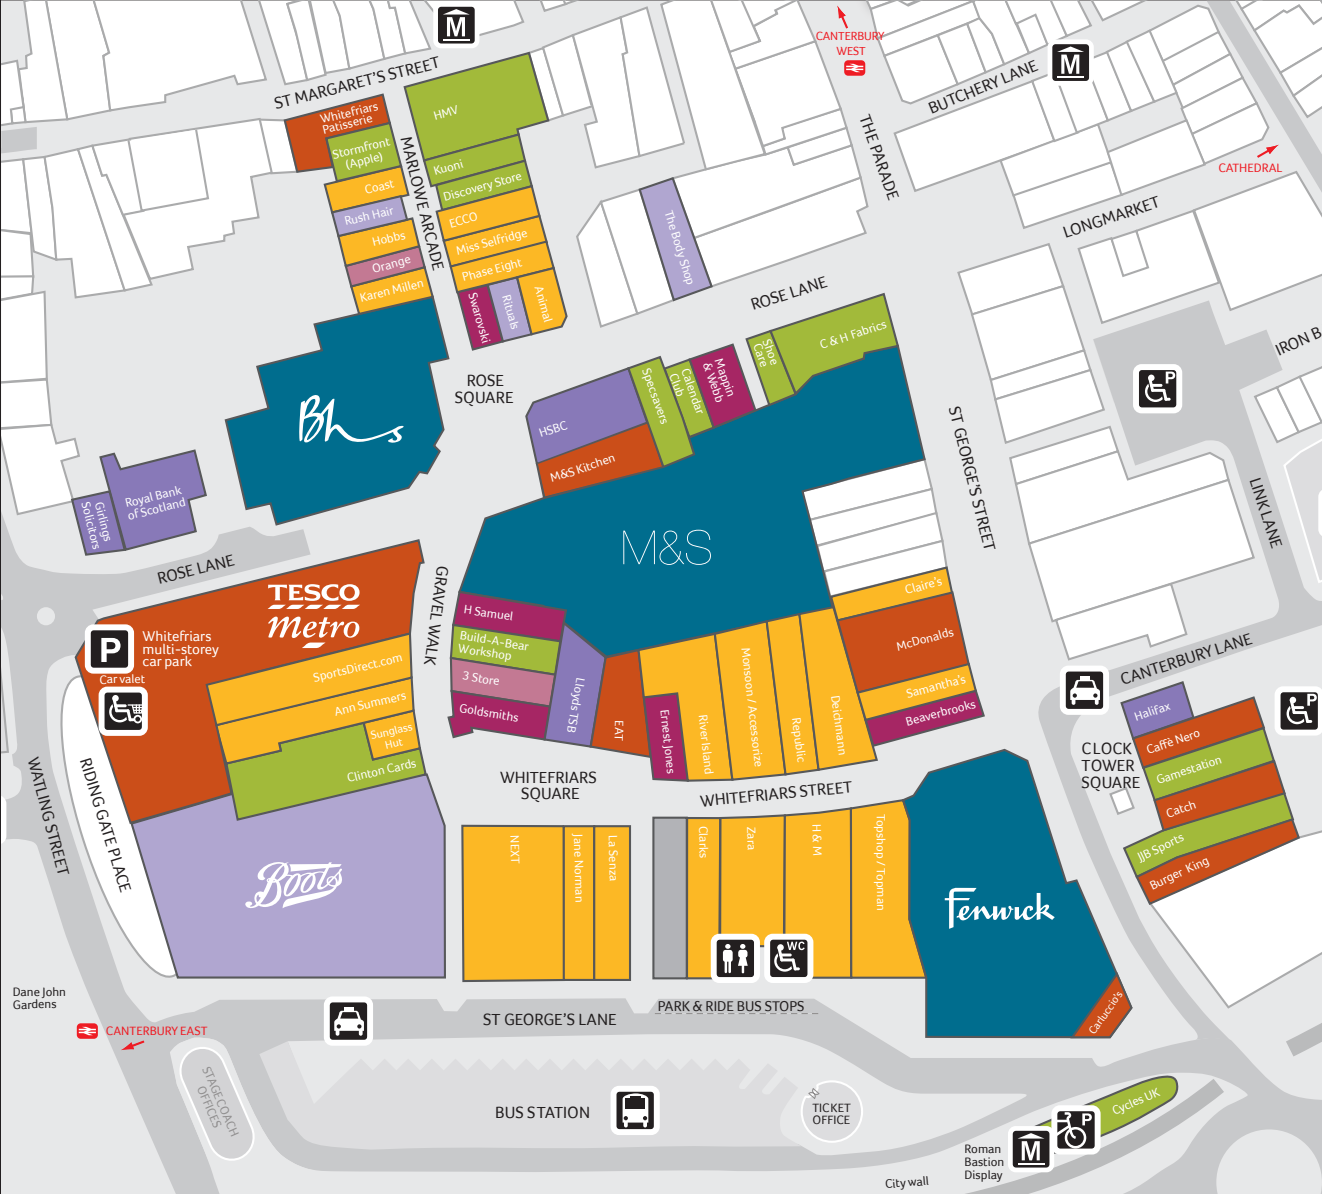 M
ST MARGARET'S STREET
CANTERBURY
WEST
BUTCHERY LANE
M
THE PARADE
CATHEDRAL
LONGMARKET
Whitefriars
Patisserie
Stormfront
(Apple)
Coast
Rush Hair
Hobbs
Orange
Karen Millen
MARLOWE ARCADE
HMV
Kuoni
Discovery Store
ECCO
Miss Selfridge
Phase Eight
Swarovski
Rituals
Animal
The Body Shop
ROSE LANE
IRON B
P
ROSE
SQUARE
Bhs
HSBC
M&S Kitchen
Specsavers
Calendar
Club
Mappin
& Webb
Shoe
Care
C & H Fabrics
ST GEORGE'S STREET
LINK LANE
Royal Bank
of Scotland
Girlings
Solicitors
ROSE LANE
M&S
TESCO
Metro
P
Whitefriars
multi-storey
car park
Car valet
GRAVEL WALK
SportsDirect.com
Ann Summers
Sunglass
Hut
Clinton Cards
H Samuel
Build-A-Bear
Workshop
3 Store
Goldsmiths
Lloyds TSB
EAT
Ernest Jones
River Island
Monsoon / Accessorize
Republic
Deichmann
Claire's
McDonalds
Samantha's
Beaverbrooks
CANTERBURY LANE
P
Halifax
Caffè Nero
Gamestation
Catch
JJB Sports
Burger King
CLOCK
TOWER
SQUARE
WATLING STREET
RIDING GATE PLACE
WHITEFRIARS
SQUARE
WHITEFRIARS STREET
Boots
NEXT
Jane Norman
La Senza
Clarks
Zara
H & M
Topshop / Topman
WC
Fenwick
Carluccio's
Dane John
Gardens
CANTERBURY EAST
ST GEORGE'S LANE
PARK & RIDE BUS STOPS
STAGECOACH
OFFICES
BUS STATION
TICKET
OFFICE
Cycles UK
P
M
Roman
Bastion
Display
City wall